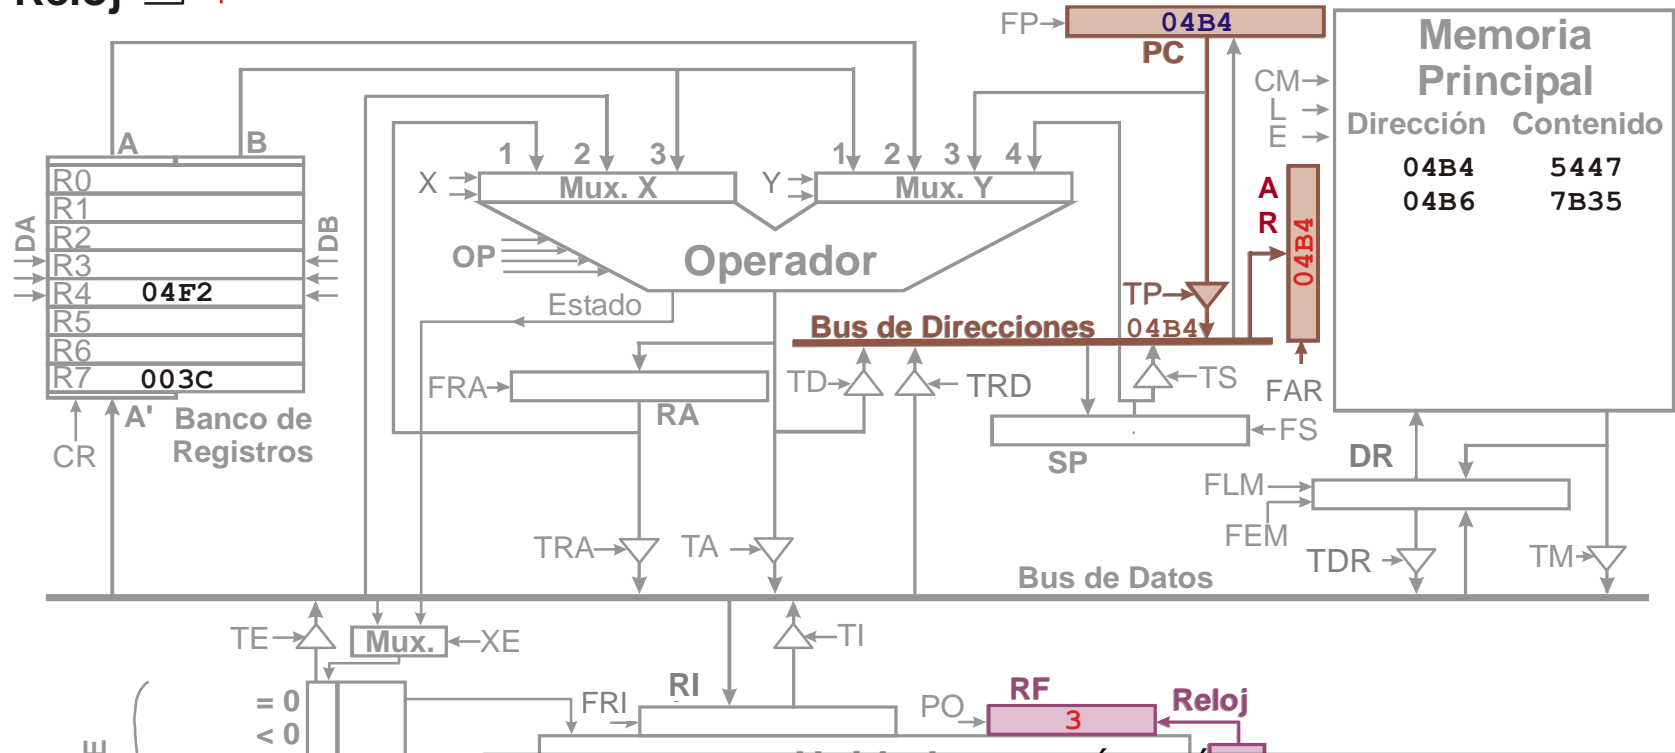 Reloj
FP
04B4
PC
Memoria
Principal
Dirección Contenido
04B4 5447
04B6 7B35
CM
L
E
A B
1 2 3
1 2 3 4
X
Mux. X
Y
Mux. Y
A
R
04B4
FAR
DA
DB
R0
R1
R2
R3
R4 04F2
R5
R6
R7 003C
CR
A'
Banco de
Registros
OP
Operador
Estado
TP
Bus de Direcciones 04B4
FRA
RA
TD
TRD
TS
FS
SP
DR
FLM
FEM
TRA
TA
TDR
TM
Bus de Datos
TE
Mux.
XE
TI
= 0
< 0
E
FRI
RI
PO
RF
3
Reloj